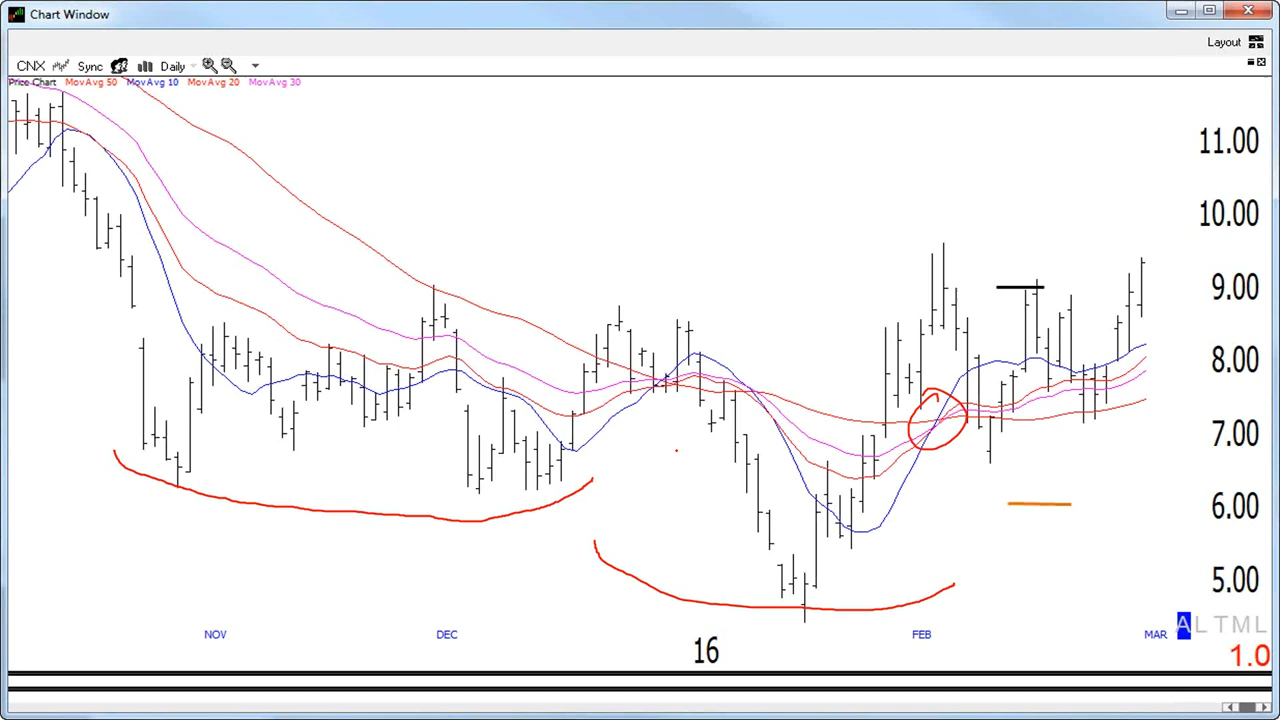 Chart Window
Layout
CNX Sync Daily
Price Chart MovAvg 50 MovAvg 10 MovAvg 20 MovAvg 30
11.00
10.00
9.00
8.00
7.00
6.00
5.00
A L T M L
NOV DEC 16 FEB MAR
1.0